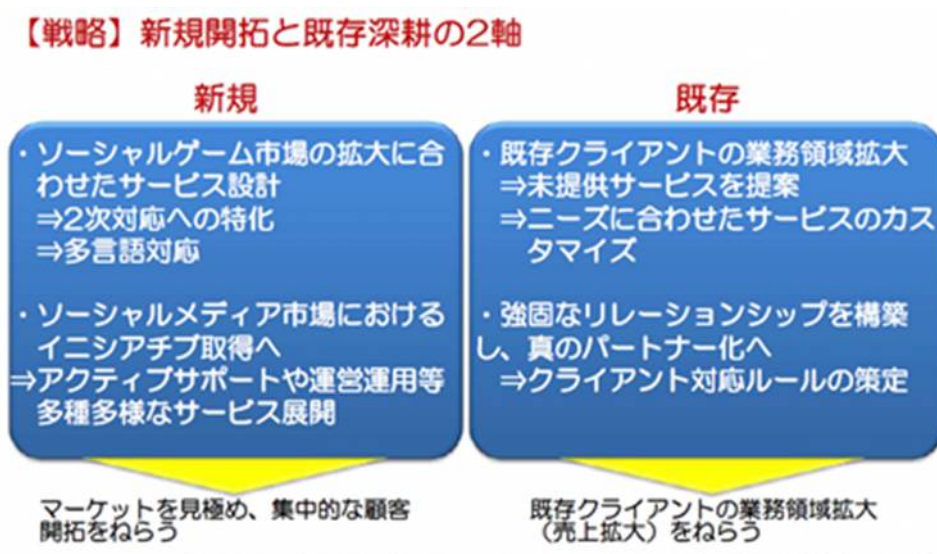 【戦略】新規開拓と既存深耕の2軸
新規
・ソーシャルゲーム市場の拡大に合
わせたサービス設計
⇒2次対応への特化
⇒多言語対応
・ソーシャルメディア市場における
イニシアチブ取得へ
⇒アクティブサポートや運営運用等
多種多様なサービス展開
マーケットを見極め、集中的な顧客
開拓をねらう
既存
・既存クライアントの業務領域拡大
⇒未提供サービスを提案
⇒ニーズに合わせたサービスのカス
タマイズ
・強固なリレーションシップを構築
し、真のパートナー化へ
⇒クライアント対応ルールの策定
既存クライアントの業務領域拡大
（売上拡大）をねらう